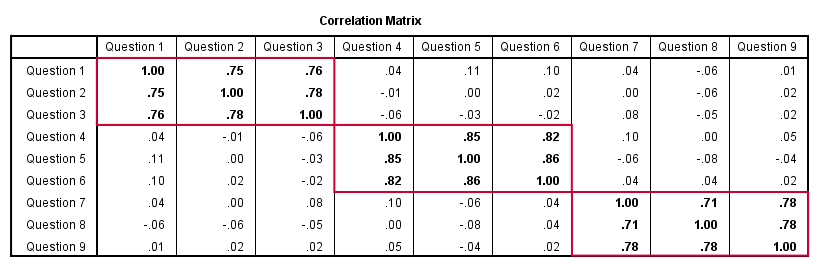 Correlation Matrix
Question 1 Question 2 Question 3 Question 4 Question 5 Question 6 Question 7 Question 8 Question 9
Question 1 1.00 .75 .76 .04 .11 .10 .04 -.06 .01
Question 2 .75 1.00 .78 -.01 .00 .02 .00 -.06 .02
Question 3 .76 .78 1.00 -.06 -.03 -.02 .08 -.05 .02
Question 4 .04 -.01 -.06 1.00 .85 .82 .10 .00 .05
Question 5 .11 .00 -.03 .85 1.00 .86 -.06 -.08 -.04
Question 6 .10 .02 -.02 .82 .86 1.00 .04 .04 .02
Question 7 .04 .00 .08 .10 -.06 .04 1.00 .71 .78
Question 8 -.06 -.06 -.05 .00 -.08 .04 .71 1.00 .78
Question 9 .01 .02 .02 .05 -.04 .02 .78 .78 1.00